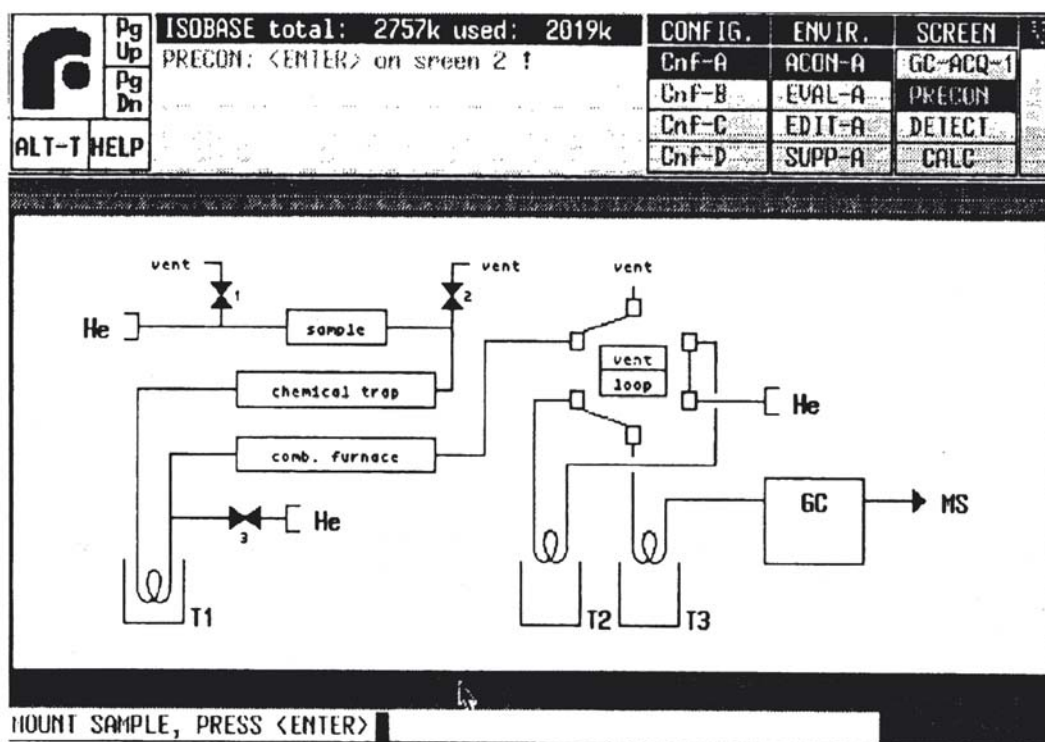 Pg Up
Pg Dn
ALT-T HELP
ISOBASE total: 2757k used: 2019k
PRECON: <ENTER> on sreen 2 !
CONFIG. ENVIR. SCREEN
Cnf-A ACON-A GC-ACQ-1
Cnf-B EVAL-A PRECON
Cnf-C EDIT-A DETECT
Cnf-D SUPP-A CALC
vent vent vent
1 2
He sample
vent
loop
chemical trap He
comb. furnace
GC MS
He
3
T1 T2 T3
MOUNT SAMPLE, PRESS <ENTER>